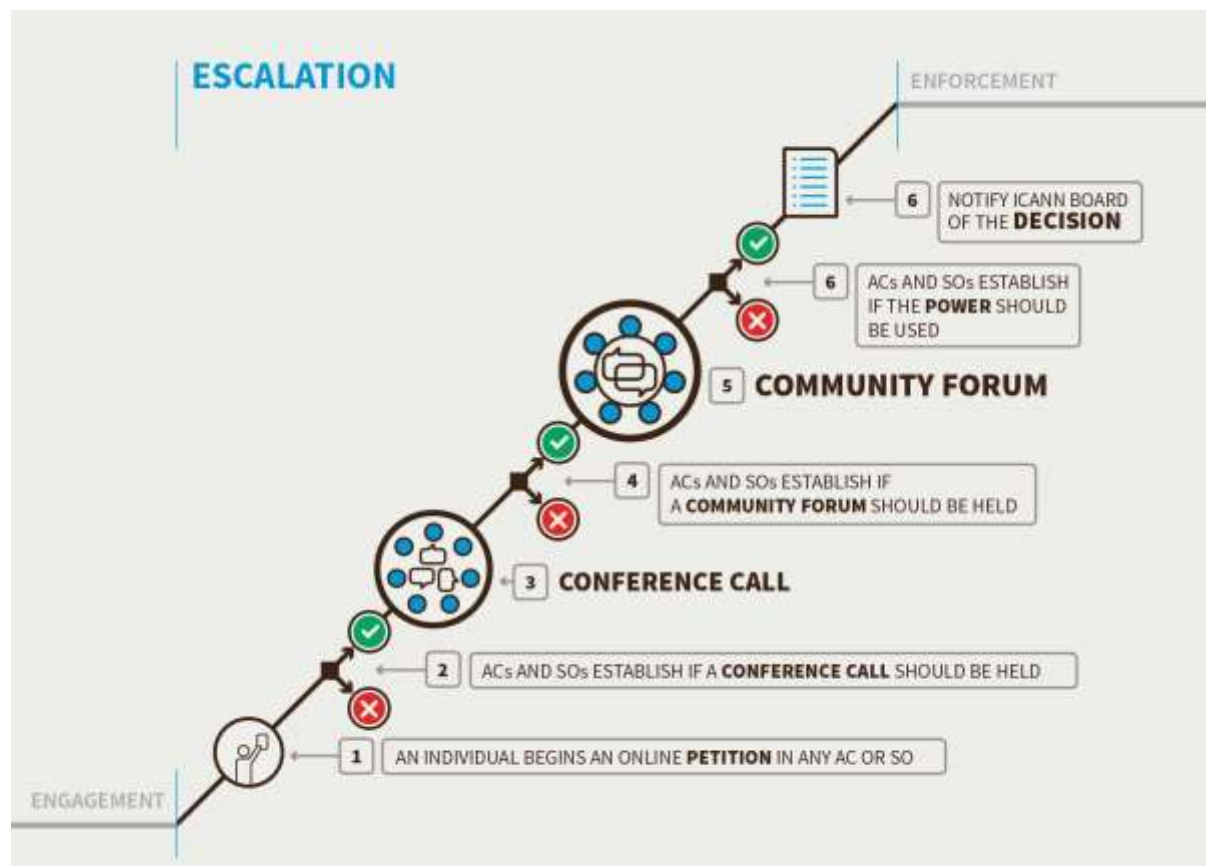 ESCALATION
ENFORCEMENT
6
NOTIFY ICANN BOARD
OF THE DECISION
6
ACs AND SOs ESTABLISH
IF THE POWER SHOULD
BE USED
5
COMMUNITY FORUM
4
ACs AND SOs ESTABLISH IF
A COMMUNITY FORUM SHOULD BE HELD
3
CONFERENCE CALL
2
ACs AND SOs ESTABLISH IF A CONFERENCE CALL SHOULD BE HELD
1
AN INDIVIDUAL BEGINS AN ONLINE PETITION IN ANY AC OR SO
ENGAGEMENT